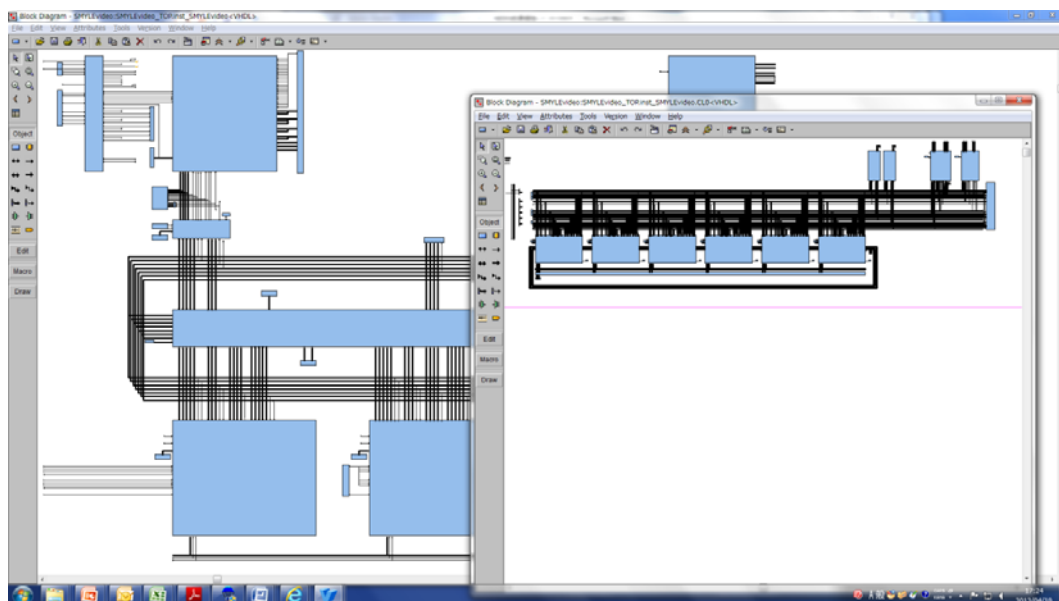 Block Diagram - SMYLEvideo:SMYLEvideo_TOP.inst_SMYLEvideo<VHDL>
File Edit View Attributes Tools Version Window Help
Object
Edit
Macro
Draw
Block Diagram - SMYLEvideo:SMYLEvideo_TOP.inst_SMYLEvideo.CL0<VHDL>
File Edit View Attributes Tools Version Window Help
Object
Edit
Macro
Draw